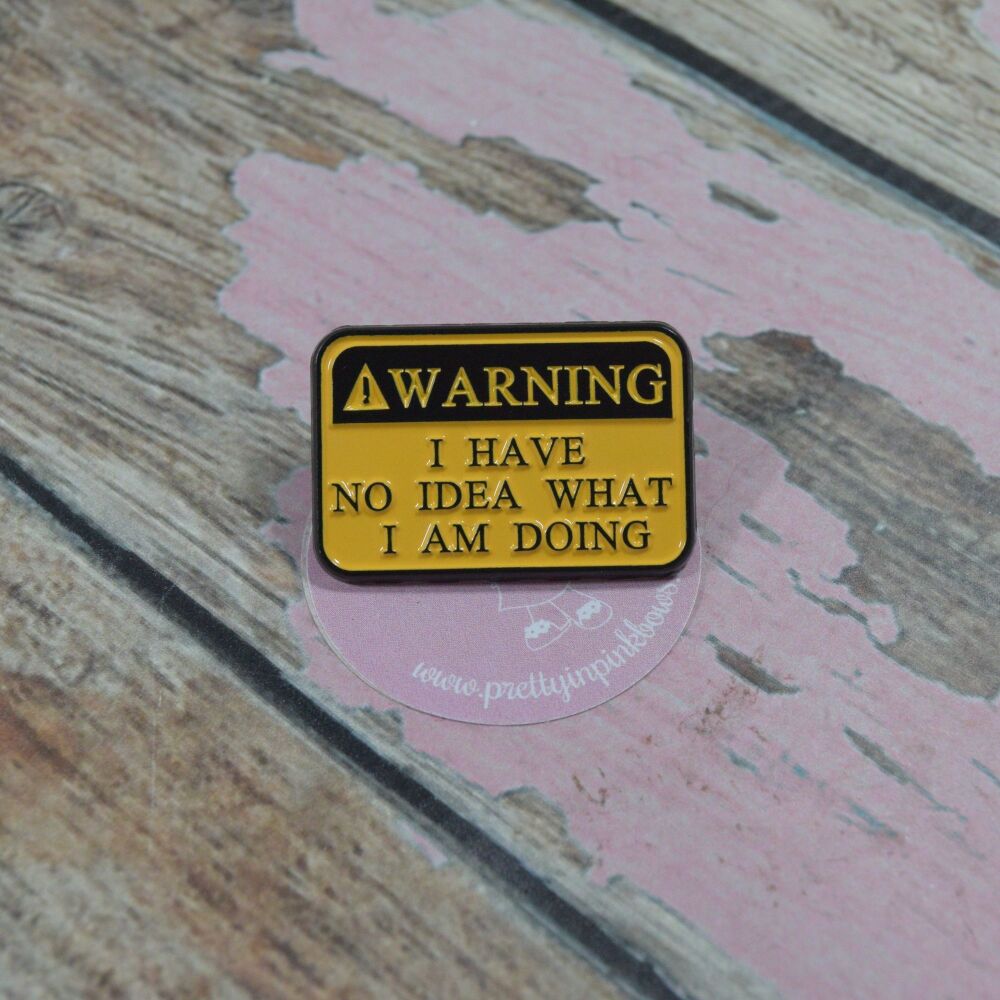 WARNING
I HAVE
NO IDEA WHAT
I AM DOING
www.prettyinpinkbows